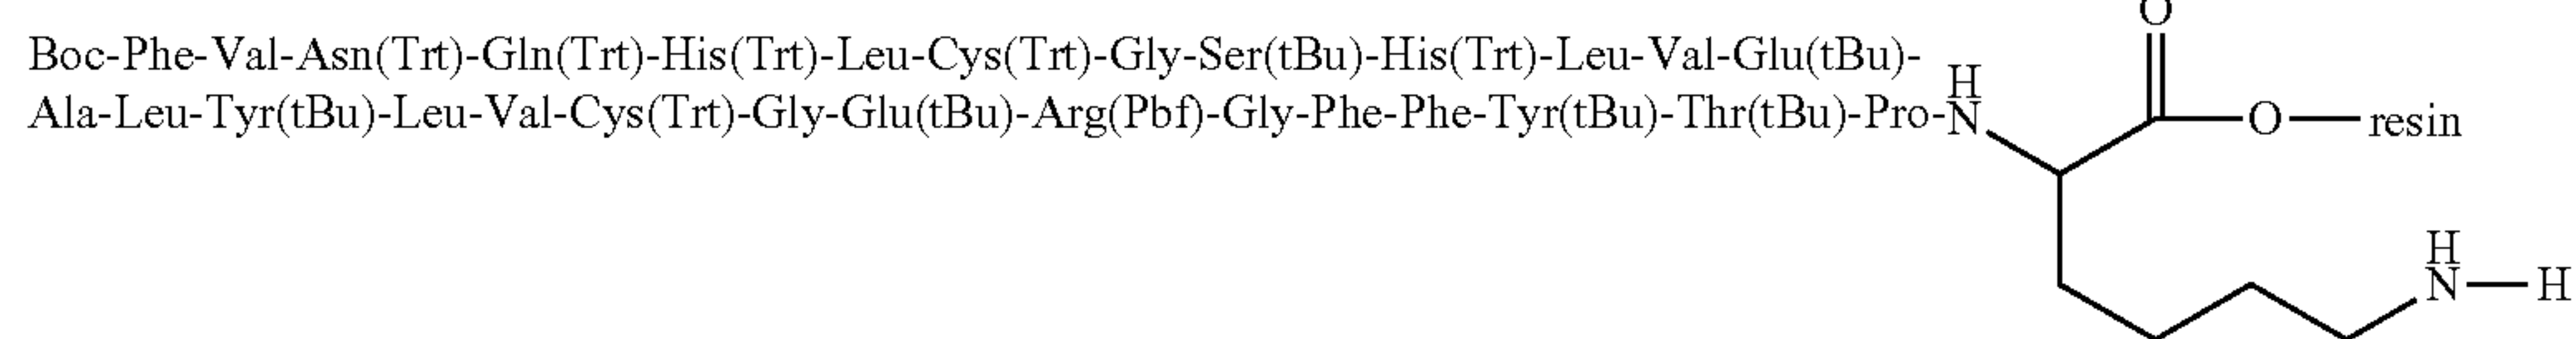 O
Boc-Phe-Val-Asn(Trt)-Gln(Trt)-His(Trt)-Leu-Cys(Trt)-Gly-Ser(tBu)-His(Trt)-Leu-Val-Glu(tBu)-
H
Ala-Leu-Tyr(tBu)-Leu-Val-Cys(Trt)-Gly-Glu(tBu)-Arg(Pbf)-Gly-Phe-Phe-Tyr(tBu)-Thr(tBu)-Pro-N
O
resin
H
N
H